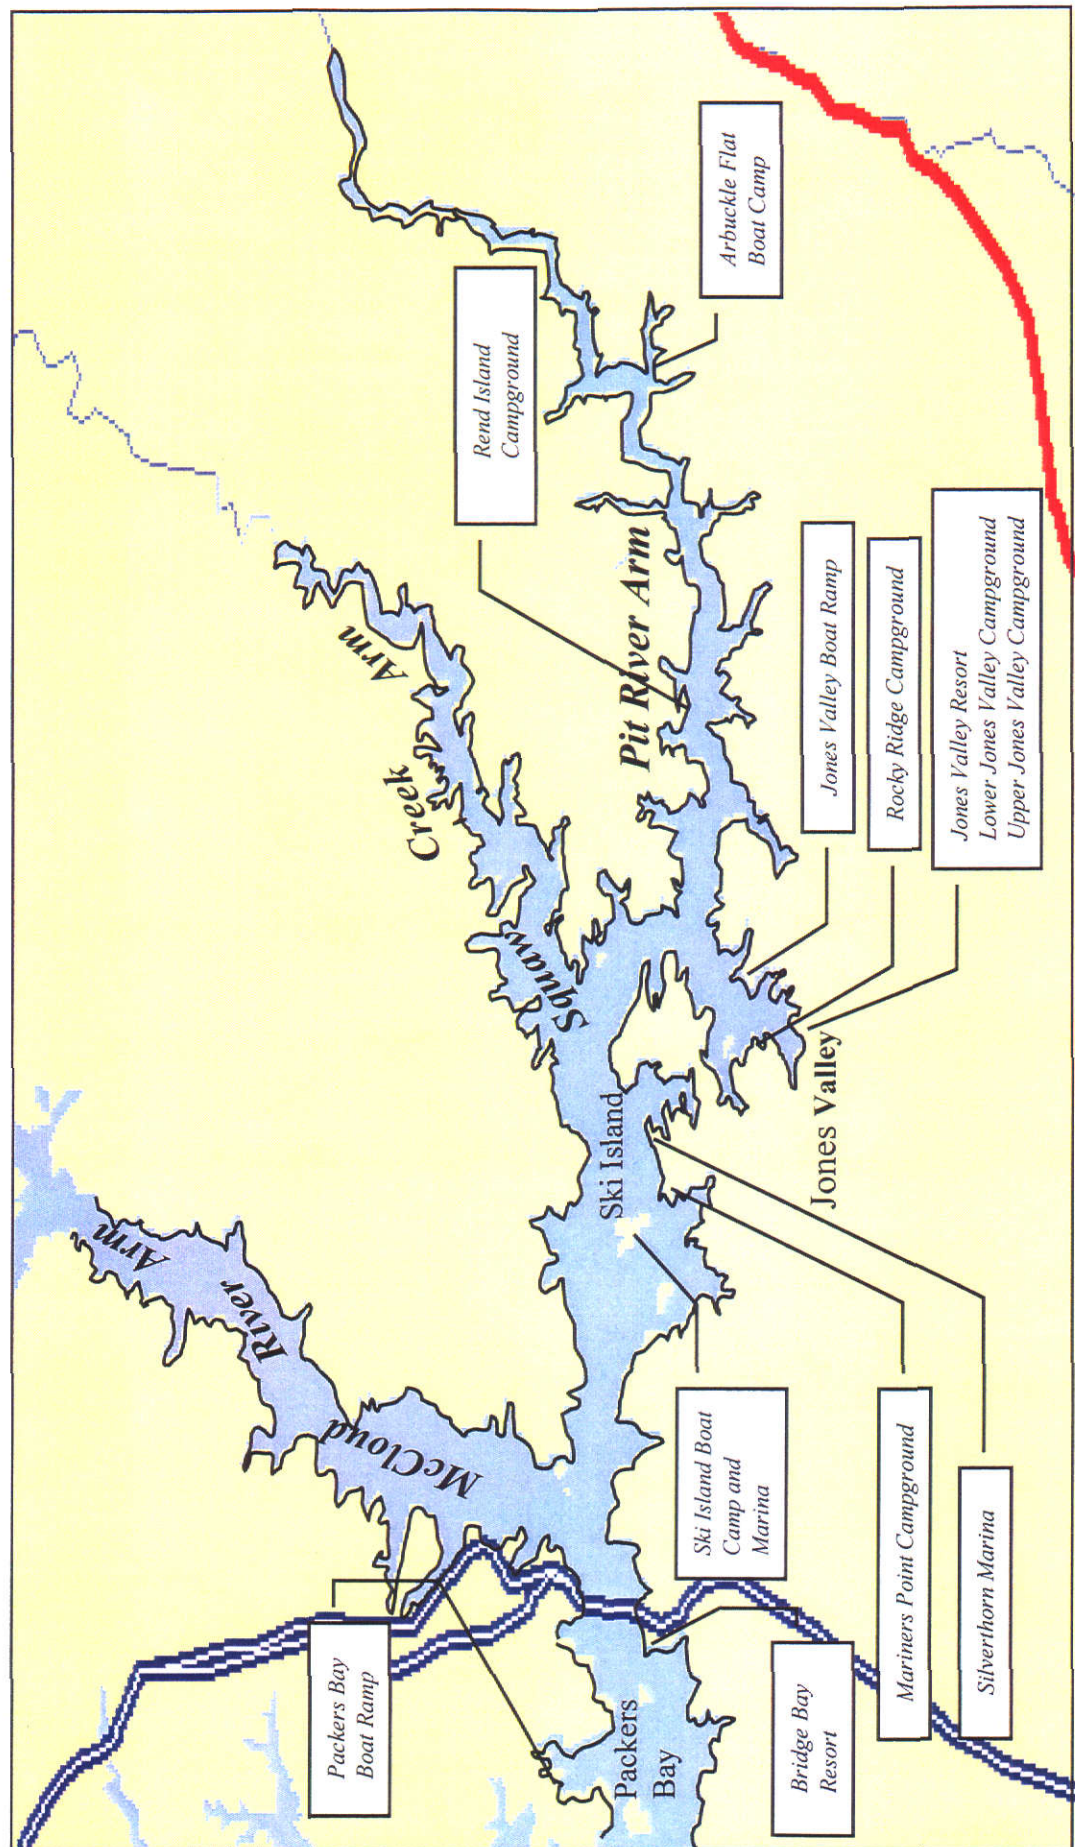 McCloud
River
Arm
Packers Bay
Boat Ramp
Squaw
Creek
Arm
Rend Island
Campground
Pit River Arm
Arbuckle Flat
Boat Camp
Packers
Bay
Ski Island
Ski Island Boat
Camp and
Marina
Bridge Bay
Resort
Jones Valley
Jones Valley Boat Ramp
Rocky Ridge Campground
Jones Valley Resort
Lower Jones Valley Campground
Upper Jones Valley Campground
Mariners Point Campground
Silverthorn Marina